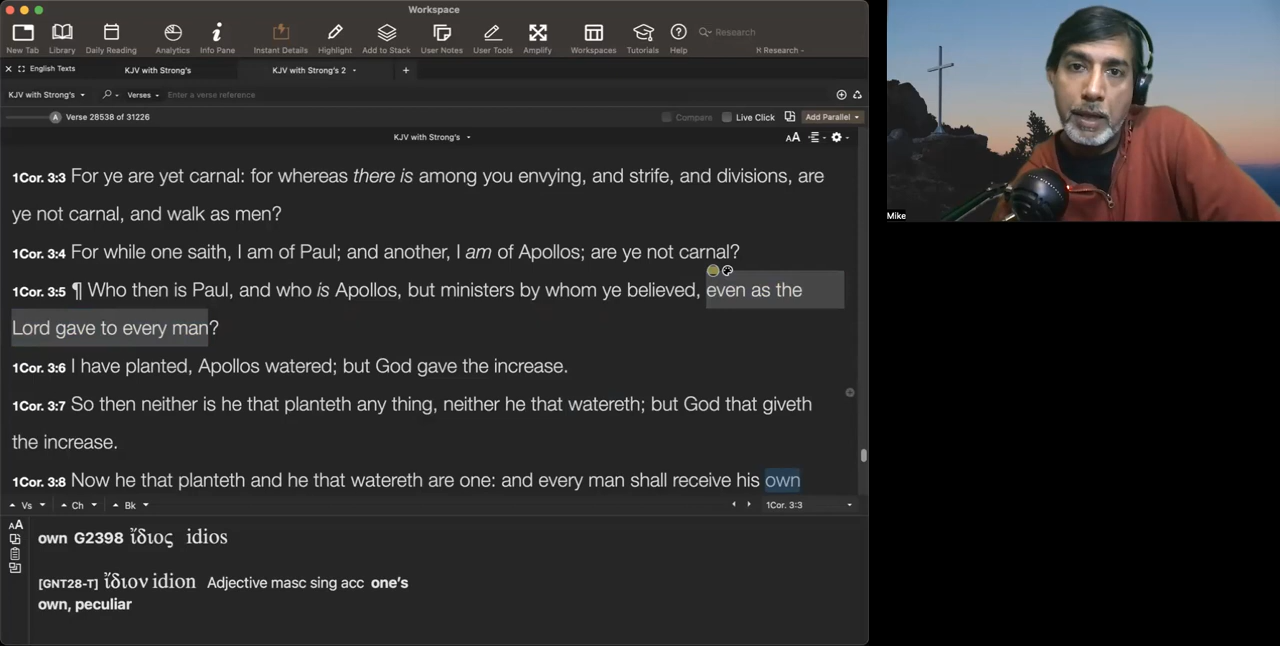 Workspace
New Tab Library Daily Reading Analytics Info Pane Instant Details Highlight Add to Stack User Notes User Tools Amplify Workspaces Tutorials Help Research
Research
English Texts KJV with Strong's KJV with Strong's 2 +
KJV with Strong's Verses Enter a verse reference
A Verse 28538 of 31226 Compare Live Click Add Parallel
KJV with Strong's AA
1Cor. 3:3 For ye are yet carnal: for whereas there is among you envying, and strife, and divisions, are
ye not carnal, and walk as men?
1Cor. 3:4 For while one saith, I am of Paul; and another, I am of Apollos; are ye not carnal?
1Cor. 3:5 ¶ Who then is Paul, and who is Apollos, but ministers by whom ye believed, even as the
Lord gave to every man?
1Cor. 3:6 I have planted, Apollos watered; but God gave the increase.
1Cor. 3:7 So then neither is he that planteth any thing, neither he that watereth; but God that giveth
the increase.
1Cor. 3:8 Now he that planteth and he that watereth are one: and every man shall receive his own
Vs Ch Bk 1Cor. 3:3
AA
own G2398 ἴδιος idios
[GNT28-T] ἴδιον idion Adjective masc sing acc one's
own, peculiar
Mike